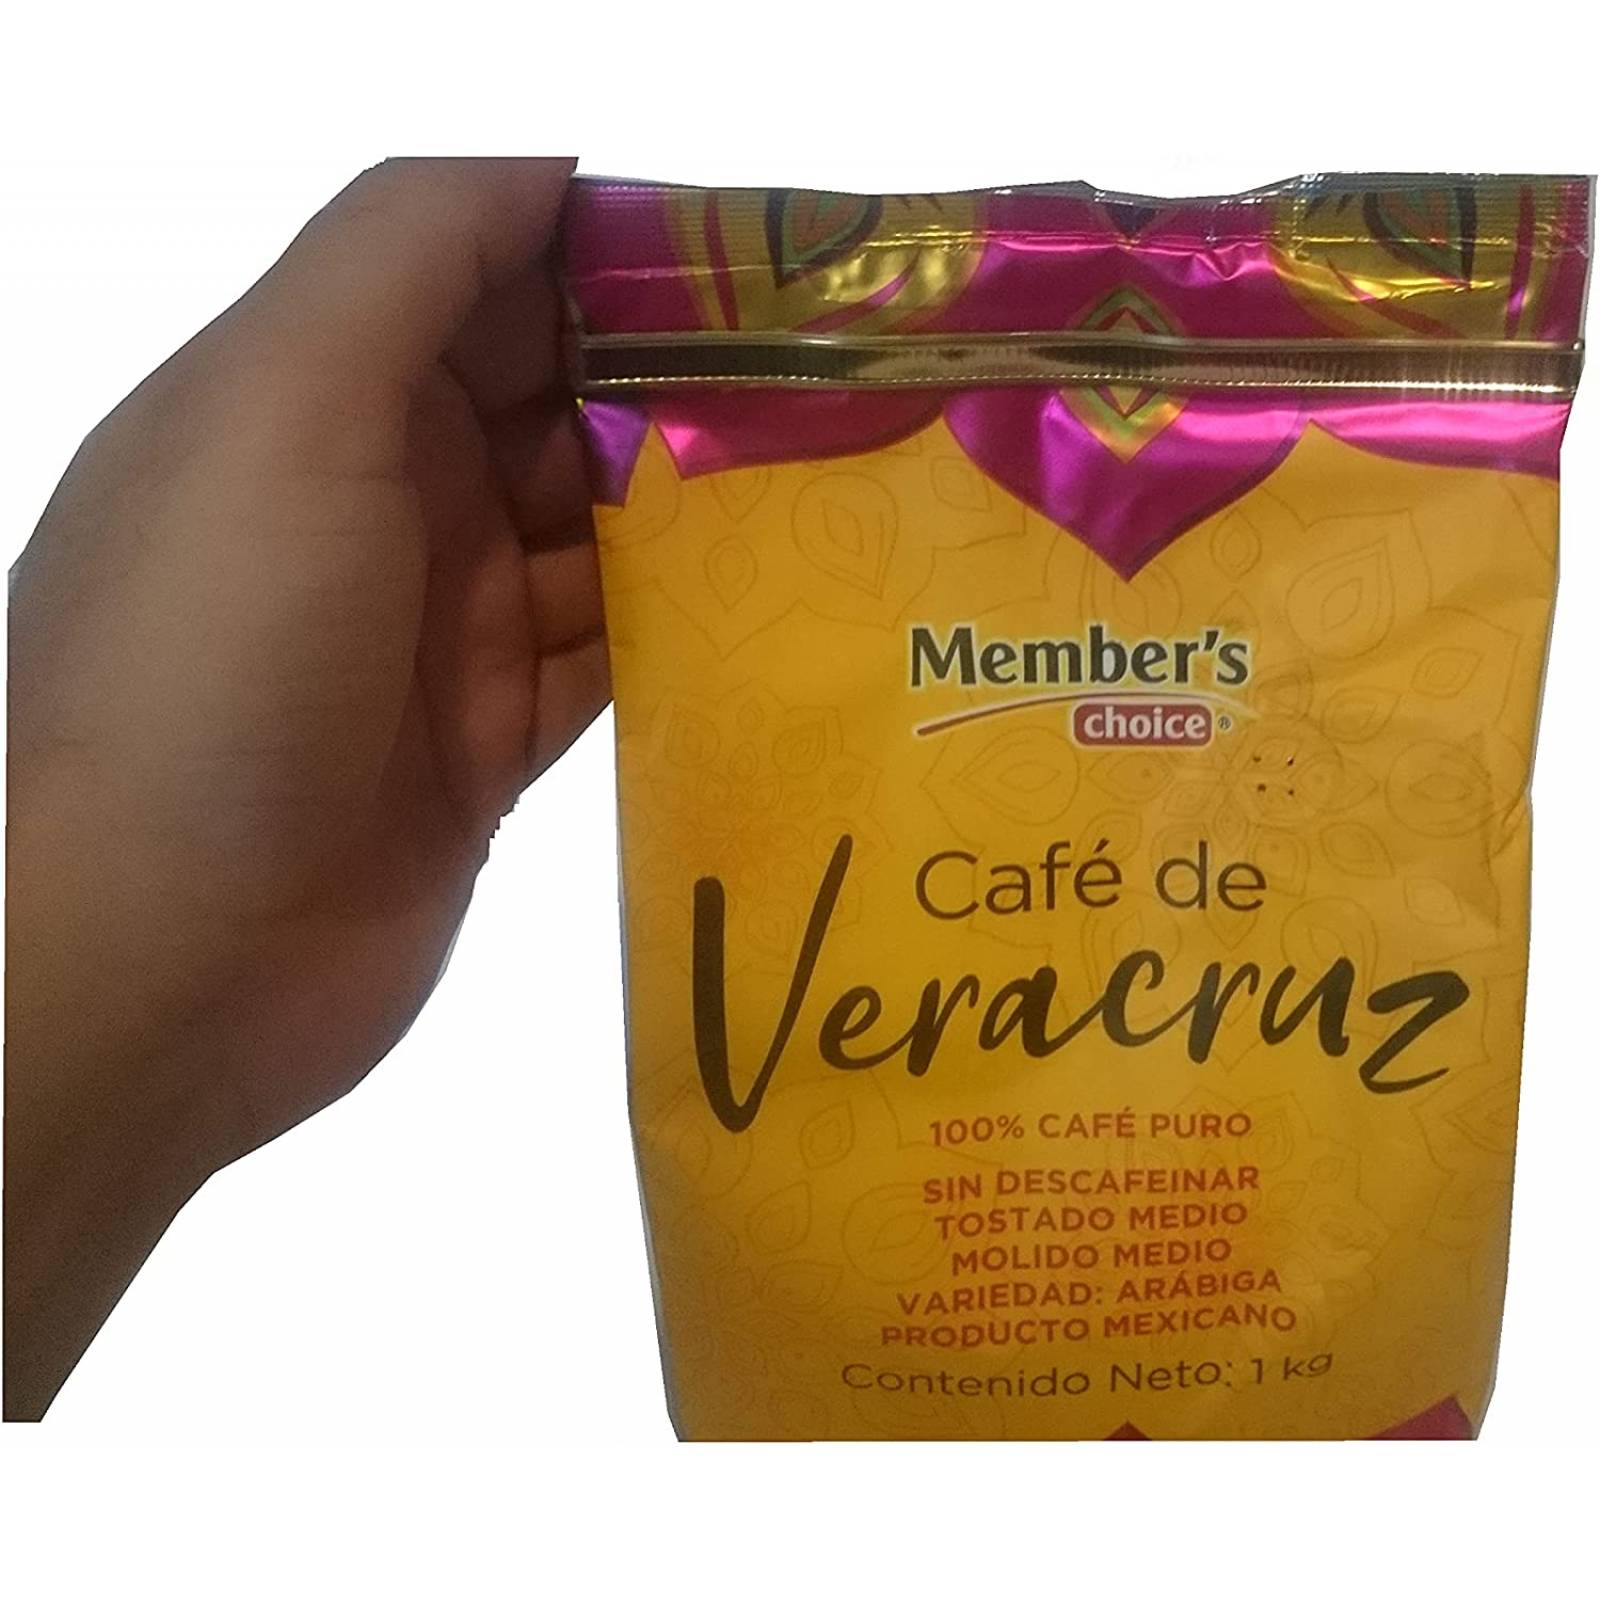 Member's
choice®
Café de
Veracruz
100% CAFÉ PURO
SIN DESCAFEINAR
TOSTADO MEDIO
MOLIDO MEDIO
VARIEDAD: ARÁBIGA
PRODUCTO MEXICANO
Contenido Neto: 1 kg